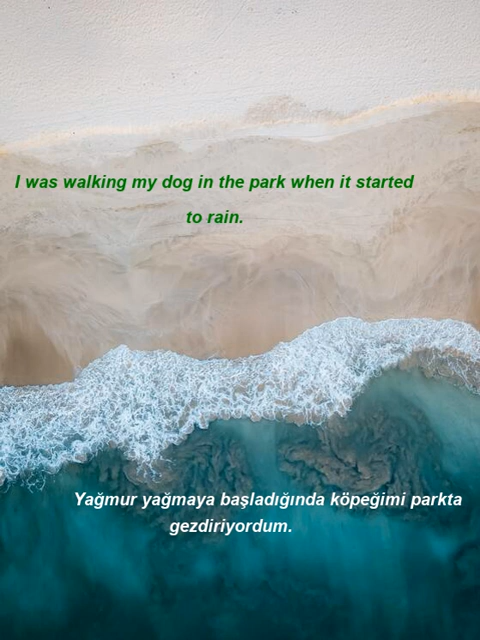 I was walking my dog in the park when it started
to rain.
Yağmur yağmaya başladığında köpeğimi parkta
gezdiriyordum.